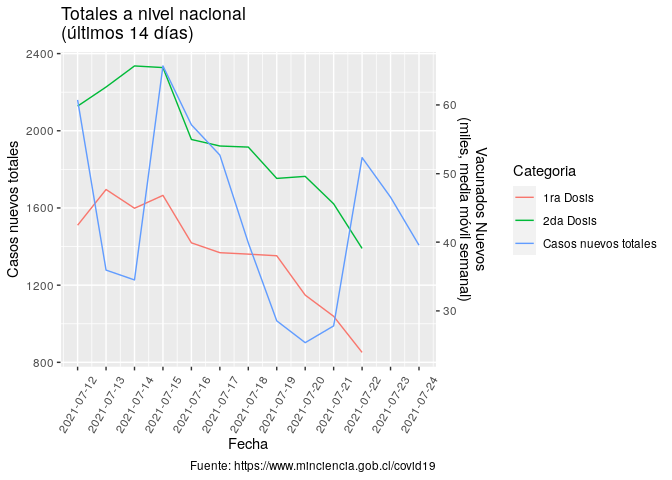 Totales a nivel nacional
(últimos 14 días)
Casos nuevos totales
2400
2000
1600
1200
800
60
50
40
30
Vacunados Nuevos
(miles, media móvil semanal)
2021-07-12
2021-07-13
2021-07-14
2021-07-15
2021-07-16
2021-07-17
2021-07-18
2021-07-19
2021-07-20
2021-07-21
2021-07-22
2021-07-23
2021-07-24
Fecha
Categoria
1ra Dosis
2da Dosis
Casos nuevos totales
Fuente: https://www.minciencia.gob.cl/covid19